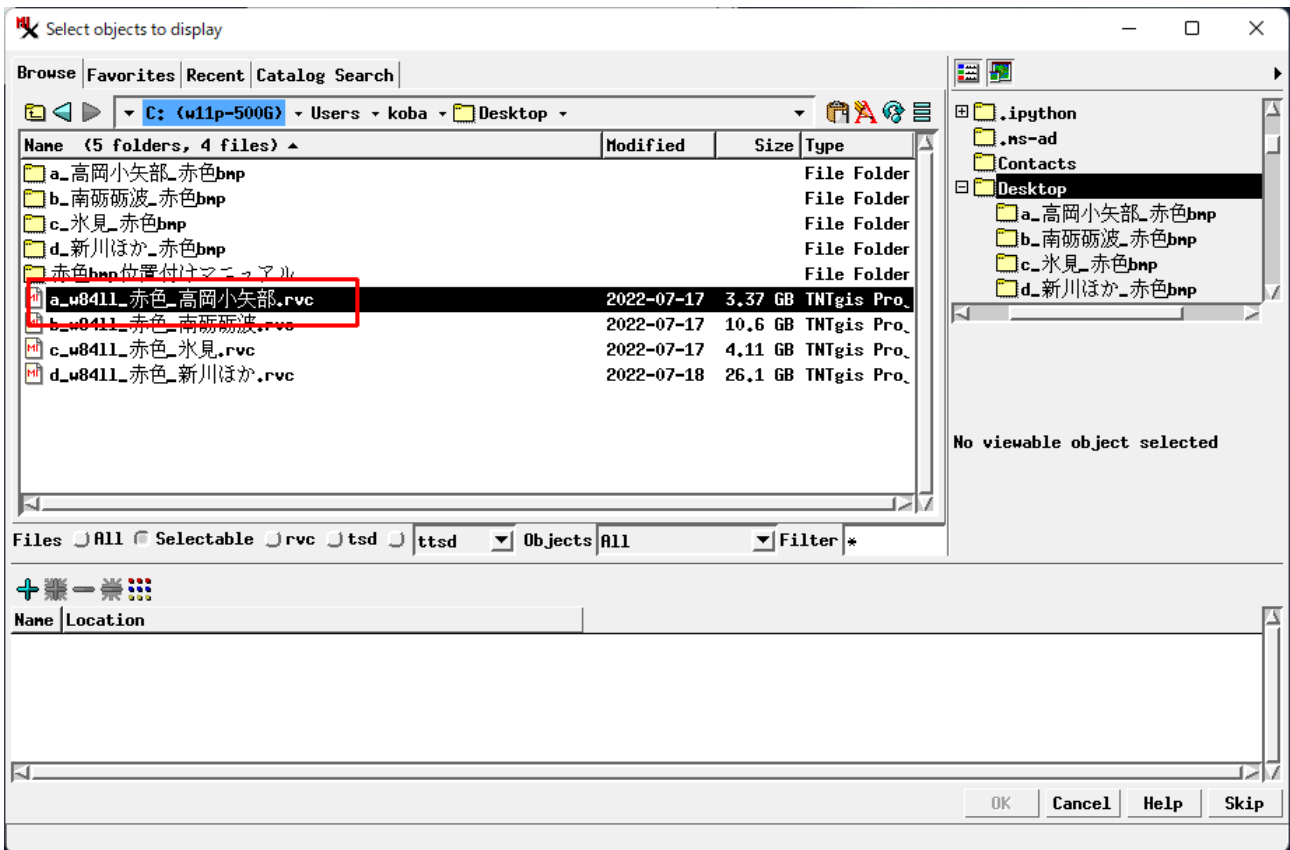 Select objects to display
Browse Favorites Recent Catalog Search
C: (w11p-500G) Users koba Desktop
Name (5 folders, 4 files) Modified Size Type
a_高岡小矢部_赤色bmp File Folder
b_南砺砺波_赤色bmp File Folder
c_氷見_赤色bmp File Folder
d_新川ほか_赤色bmp File Folder
赤色bmp位置付けマニュアル File Folder
a_w84ll_赤色_高岡小矢部.rvc 2022-07-17 3.37 GB TNTgis Pro
b_w84ll_赤色_南砺砺波.rvc 2022-07-17 10.6 GB TNTgis Pro
c_w84ll_赤色_氷見.rvc 2022-07-17 4.11 GB TNTgis Pro
d_w84ll_赤色_新川ほか.rvc 2022-07-18 26.1 GB TNTgis Pro
Files All Selectable rvc tsd ttsd Objects All Filter *
.ipython
.ms-ad
Contacts
Desktop
a_高岡小矢部_赤色bmp
b_南砺砺波_赤色bmp
c_氷見_赤色bmp
d_新川ほか_赤色bmp
No viewable object selected
Name Location
OK Cancel Help Skip